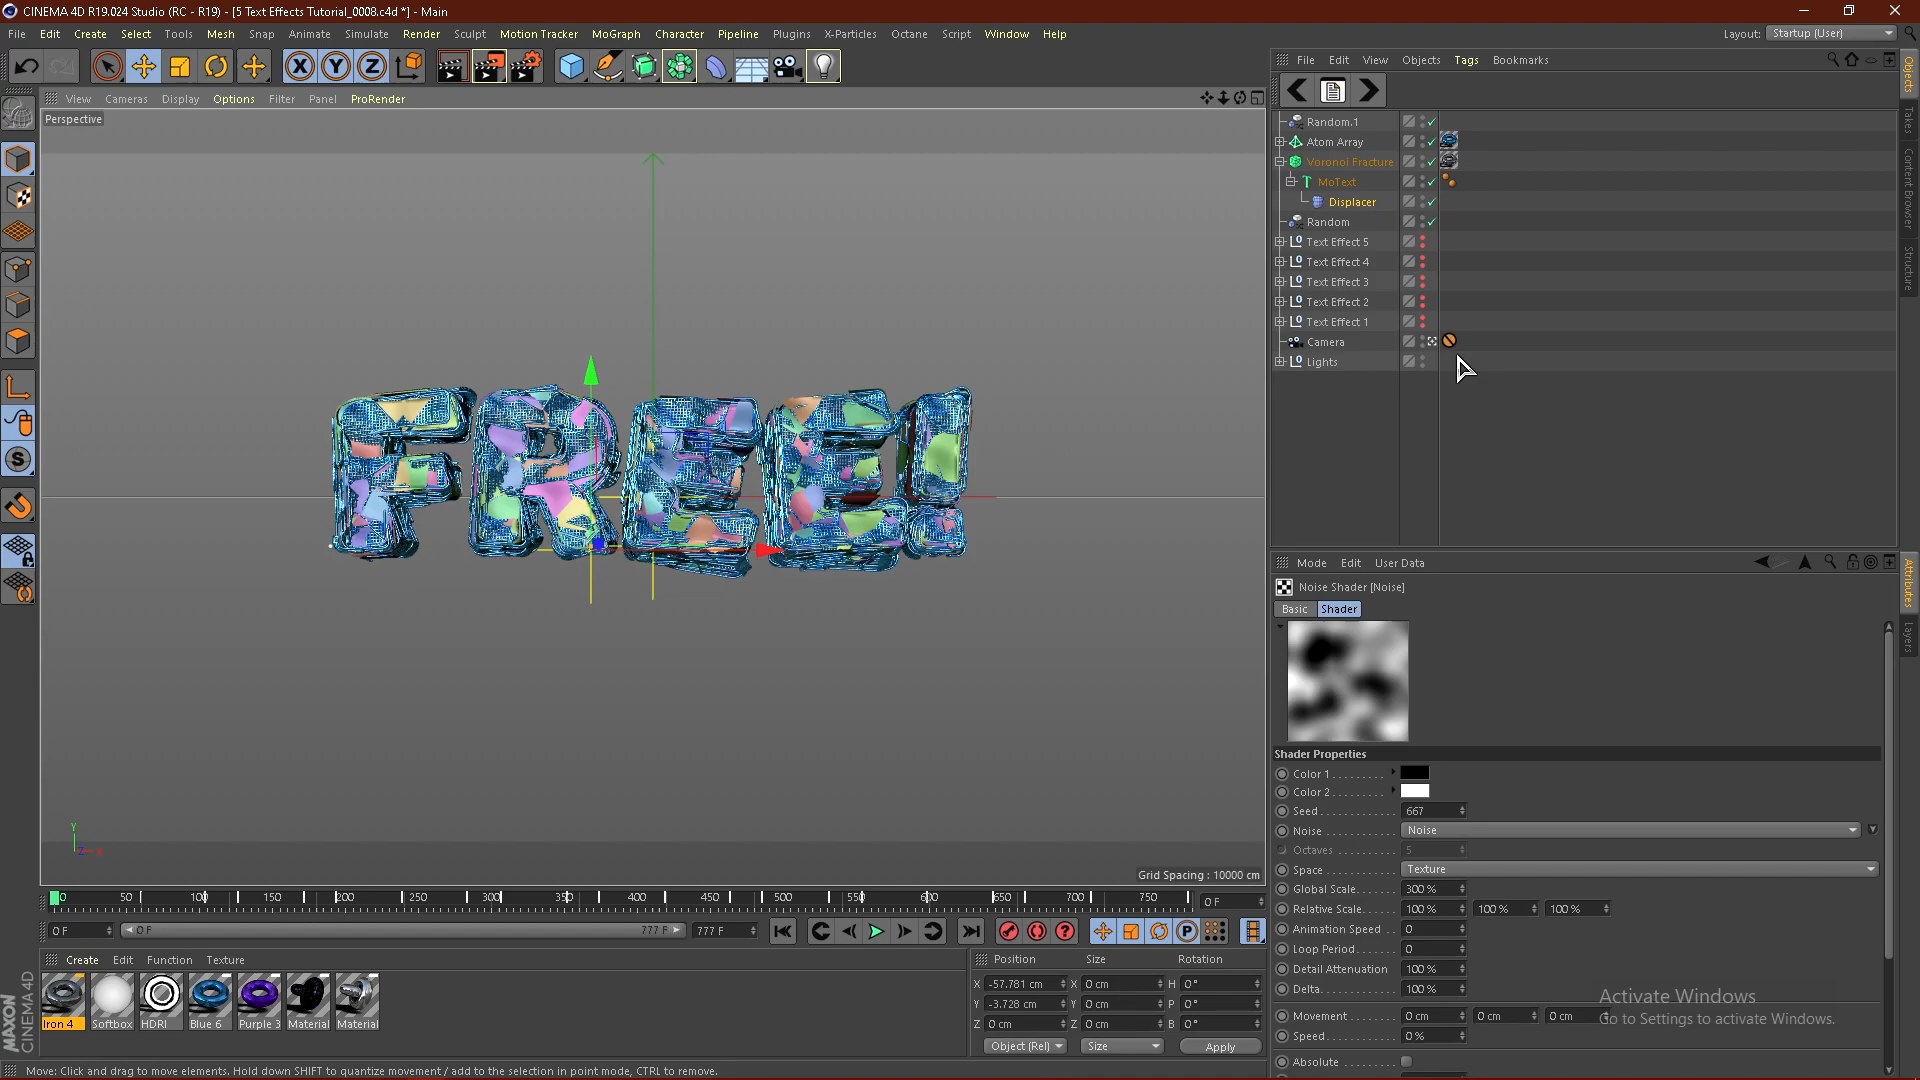 CINEMA 4D R19.024 Studio (RC - R19) - [5 Text Effects Tutorial_0008.c4d *] - Main
File Edit Create Select Tools Mesh Snap Animate Simulate Render Sculpt Motion Tracker MoGraph Character Pipeline Plugins X-Particles Octane Script Window Help
Layout: Startup (User)
File Edit View Objects Tags Bookmarks
View Cameras Display Options Filter Panel ProRender
Perspective
Random.1
Atom Array
Voronoi Fracture
MoText
Displacer
Random
Text Effect 5
Text Effect 4
Text Effect 3
Text Effect 2
Text Effect 1
Camera
Lights
Objects
Takes
Content Browser
Structure
FREE!
Mode Edit User Data
Noise Shader [Noise]
Basic Shader
Attributes
Layers
Shader Properties
Color 1
Color 2
Seed 667
Noise Noise
Octaves 5
Space Texture
Global Scale 300 %
Relative Scale 100 % 100 % 100 %
Animation Speed 0
Loop Period 0
Detail Attenuation 100 %
Delta 100 %
Movement 0 cm 0 cm 0 cm
Speed 0 %
Absolute
Activate Windows
Go to Settings to activate Windows.
Y
Z X
Grid Spacing : 10000 cm
0 50 100 150 200 250 300 350 400 450 500 550 600 650 700 750 0 F
0 F 0 F 777 F 777 F
Create Edit Function Texture
Iron 4 Softbox HDRI Blue 6 Purple 3 Material Material
Position Size Rotation
X -57.781 cm X 0 cm H 0°
Y -3.728 cm Y 0 cm P 0°
Z 0 cm Z 0 cm B 0°
Object (Rel) Size Apply
MAXON CINEMA 4D
Move: Click and drag to move elements. Hold down SHIFT to quantize movement / add to the selection in point mode, CTRL to remove.